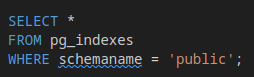 SELECT *
FROM pg_indexes
WHERE schemaname = 'public';